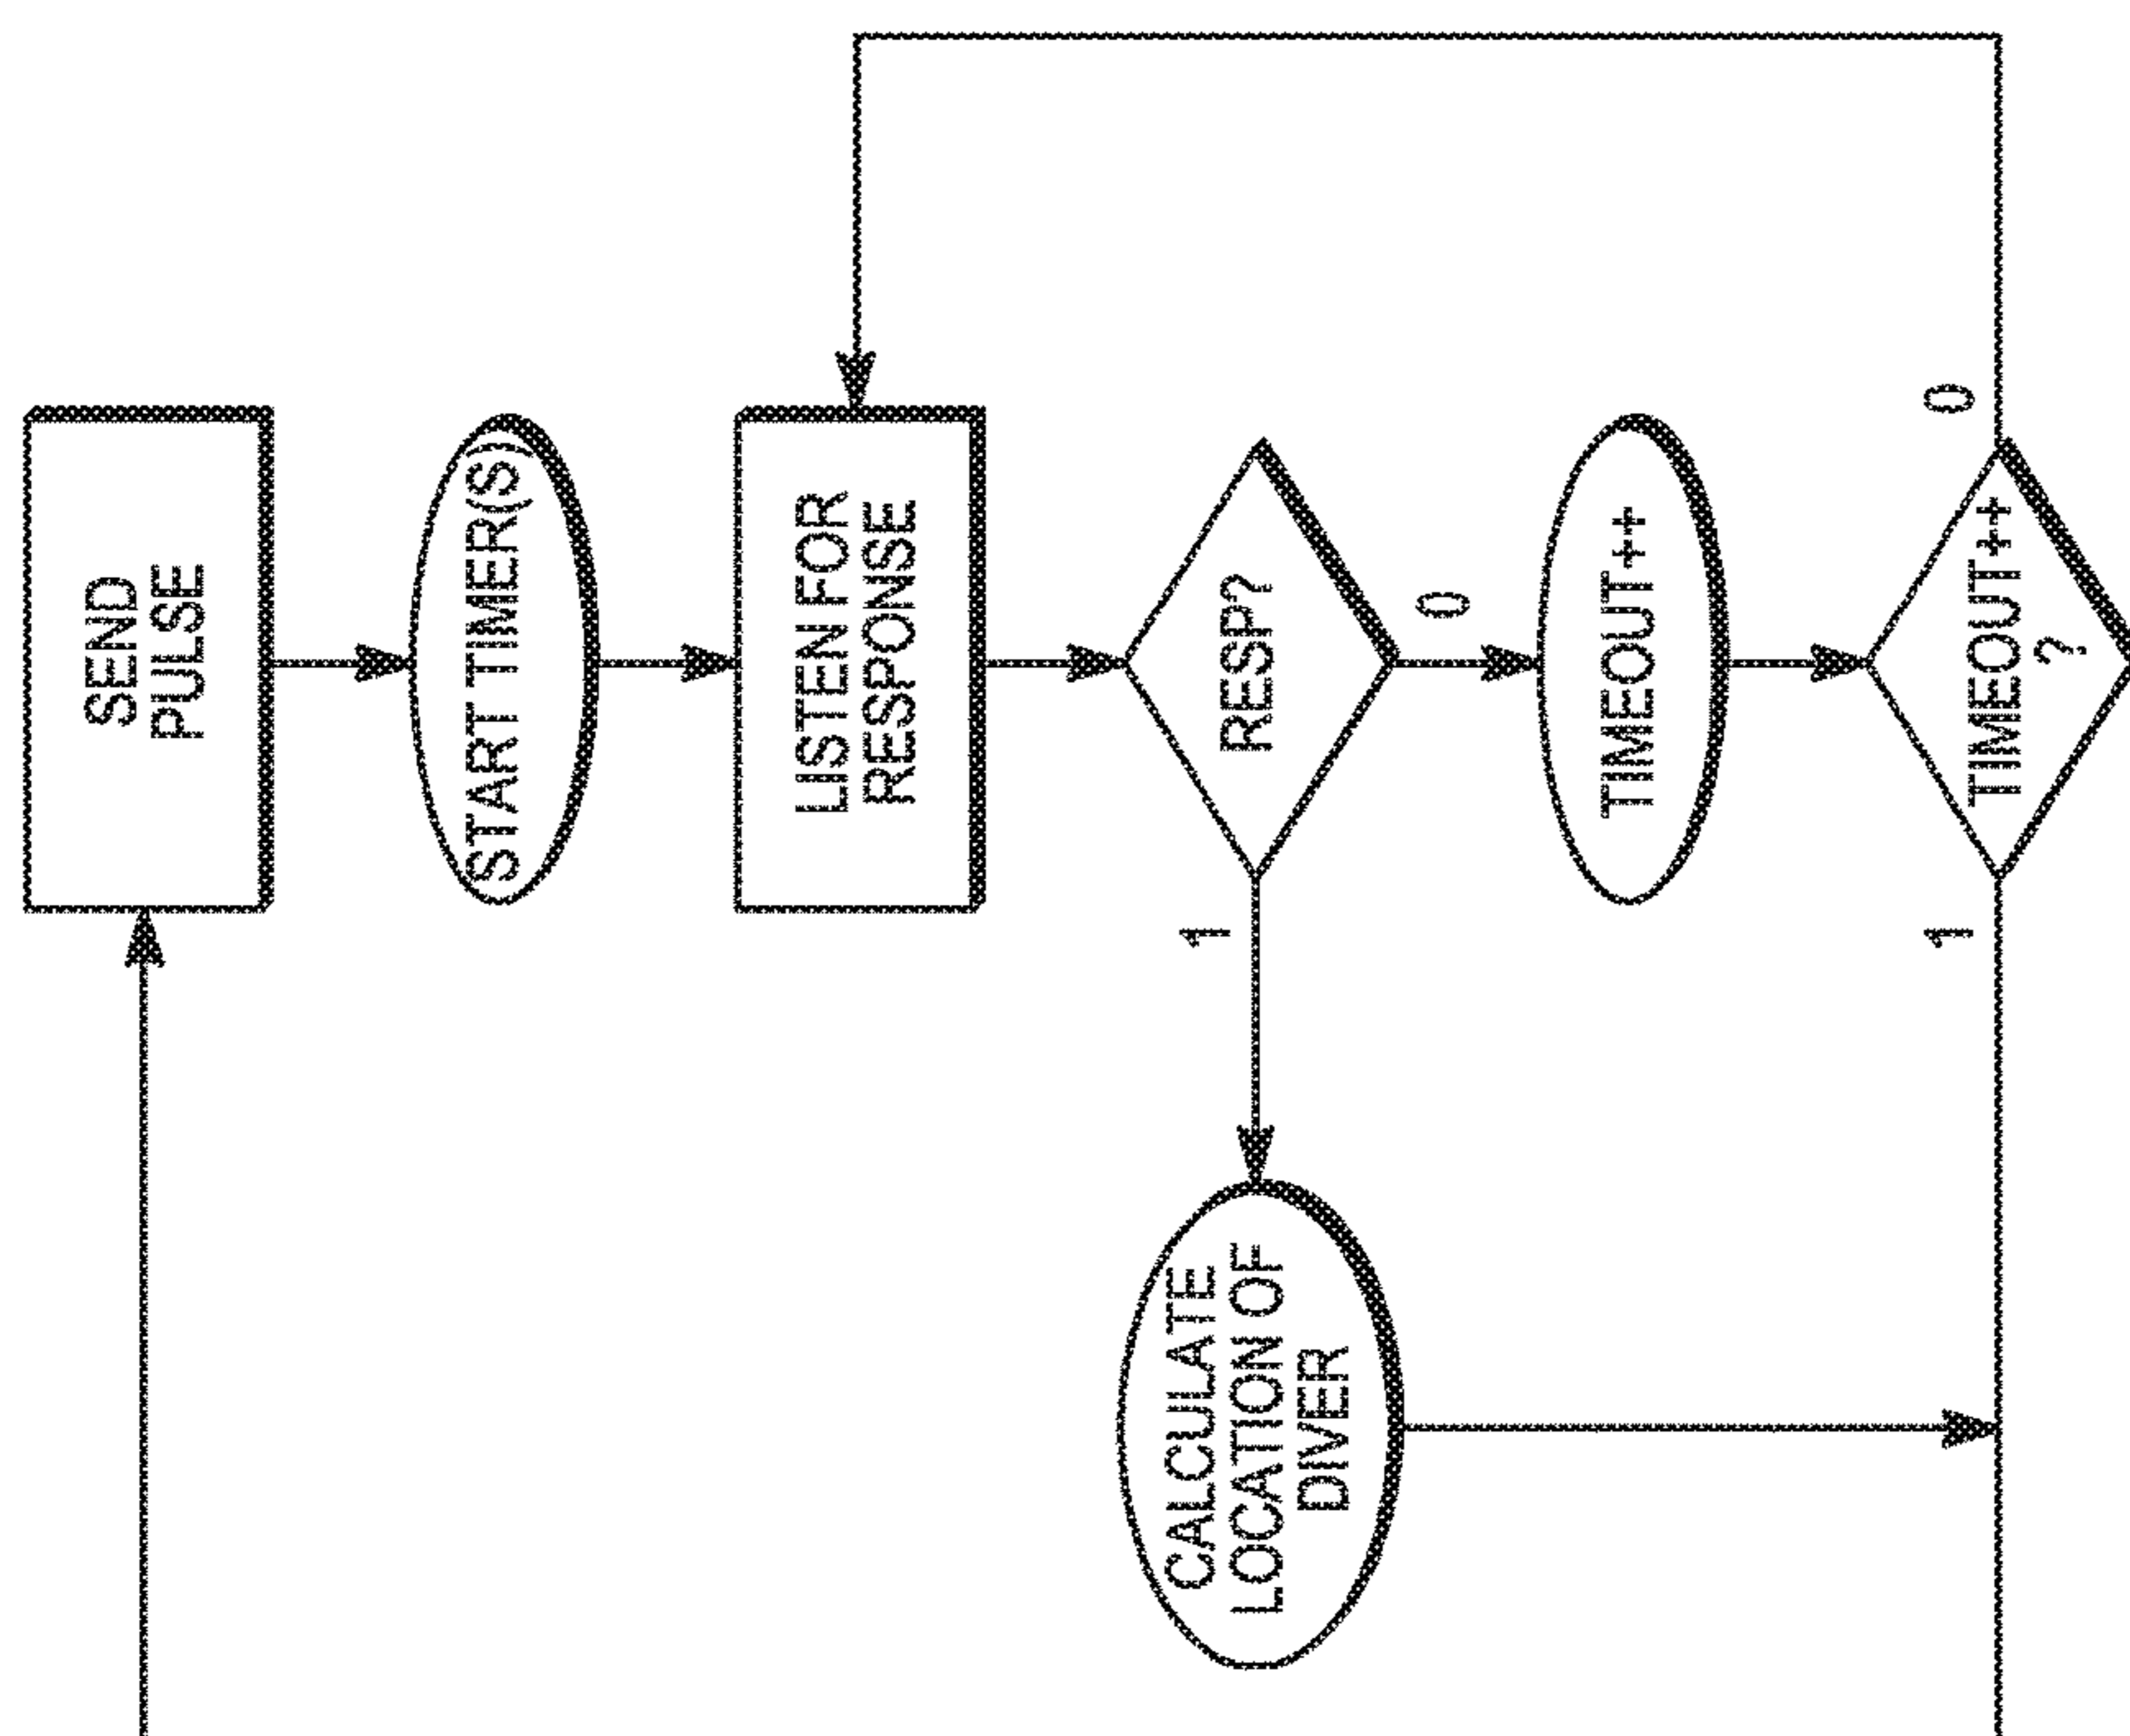 SEND
PULSE
START TIMER(S)
LISTEN FOR
RESPONSE
RESP?
1
0
CALCULATE
LOCATION OF
DIVER
TIMEOUT++
TIMEOUT++
?
1
0